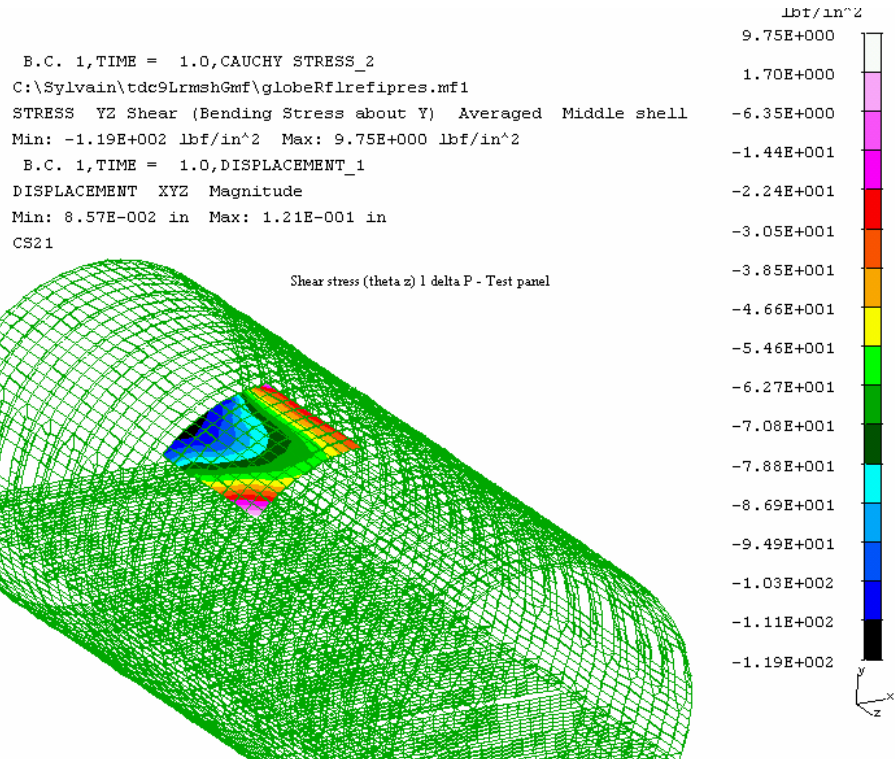 lbf/in^2
B.C. 1,TIME =  1.0,CAUCHY STRESS_2
C:\Sylvain\tdc9LrmshGmf\globeRflrefipres.mf1
STRESS  YZ Shear (Bending Stress about Y)  Averaged  Middle shell
Min: -1.19E+002 lbf/in^2  Max: 9.75E+000 lbf/in^2
B.C. 1,TIME =  1.0,DISPLACEMENT_1
DISPLACEMENT  XYZ  Magnitude
Min: 8.57E-002 in  Max: 1.21E-001 in
CS21
Shear stress (theta z) 1 delta P - Test panel
9.75E+000
1.70E+000
-6.35E+000
-1.44E+001
-2.24E+001
-3.05E+001
-3.85E+001
-4.66E+001
-5.46E+001
-6.27E+001
-7.08E+001
-7.88E+001
-8.69E+001
-9.49E+001
-1.03E+002
-1.11E+002
-1.19E+002
y
x
z